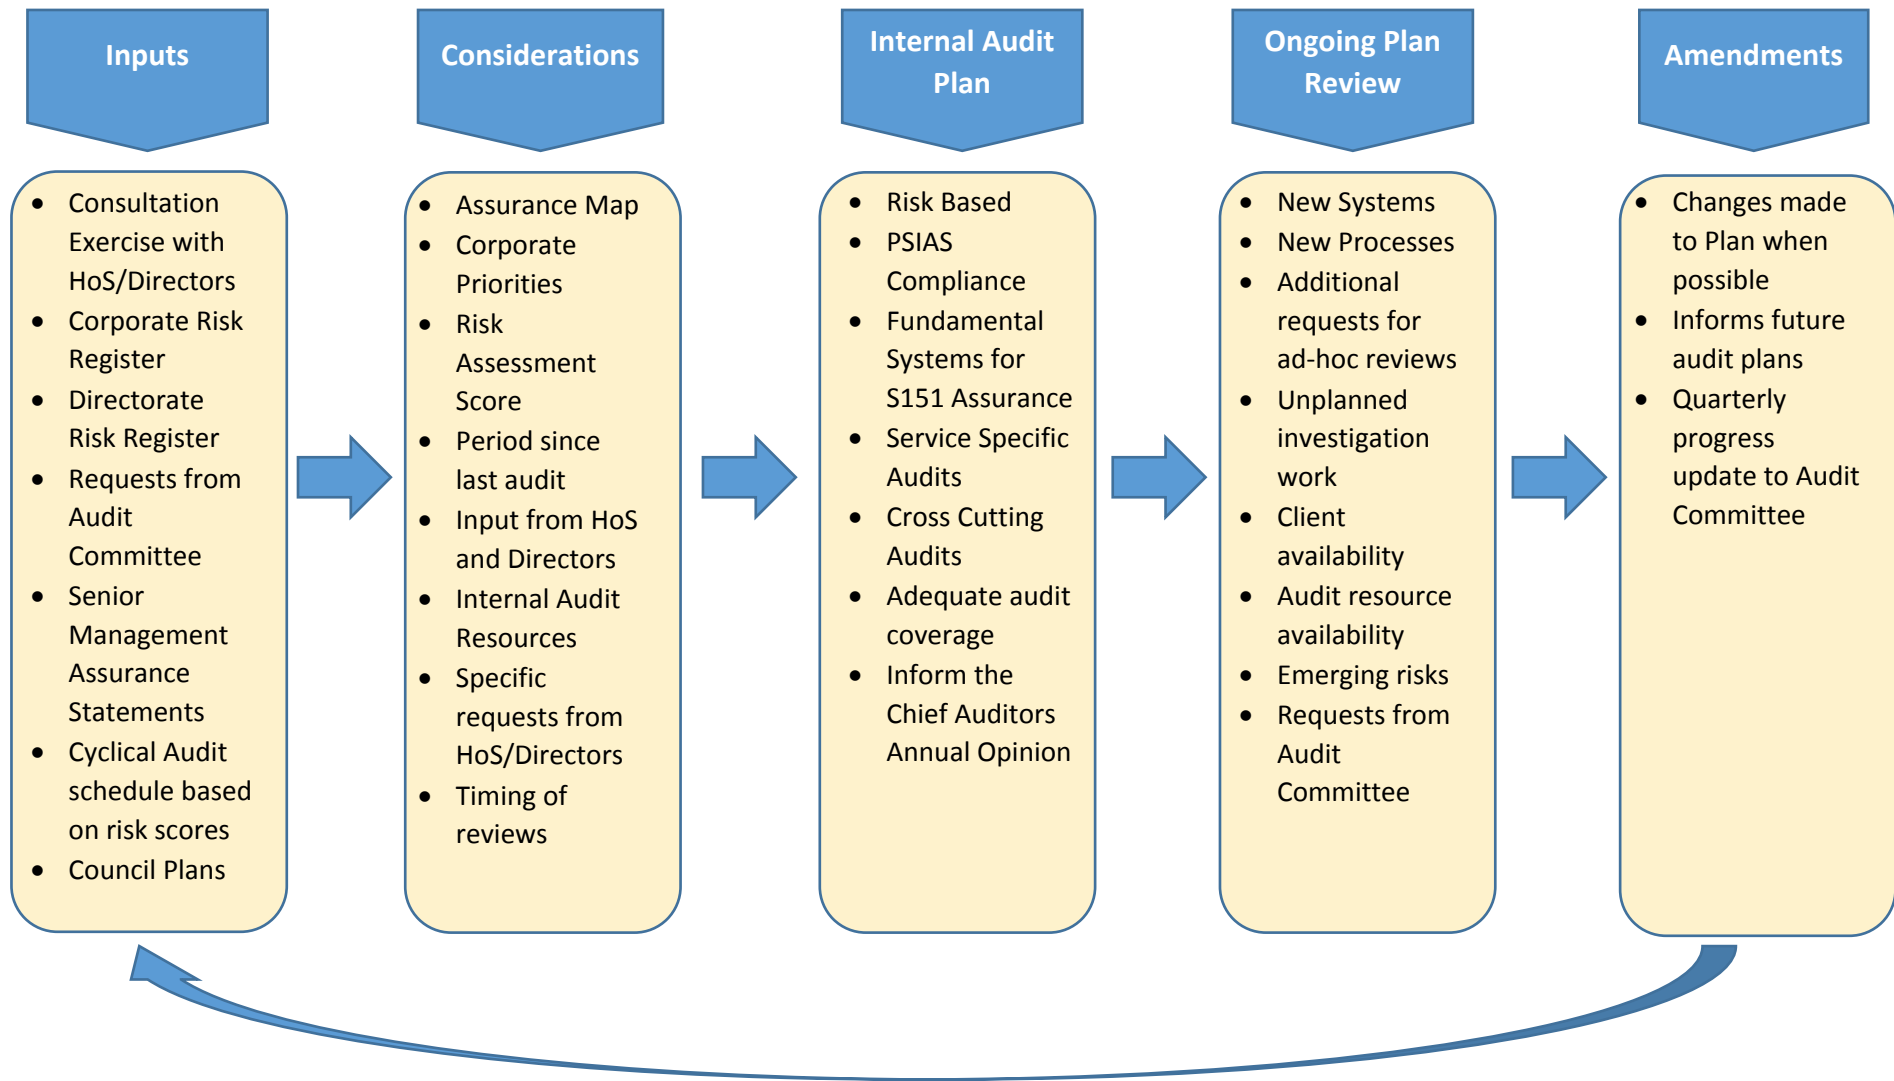 Inputs
• Consultation
Exercise with
HoS/Directors
• Corporate Risk
Register
• Directorate
Risk Register
• Requests from
Audit
Committee
• Senior
Management
Assurance
Statements
• Cyclical Audit
schedule based
on risk scores
• Council Plans
Considerations
• Assurance Map
• Corporate
Priorities
• Risk
Assessment
Score
• Period since
last audit
• Input from HoS
and Directors
• Internal Audit
Resources
• Specific
requests from
HoS/Directors
• Timing of
reviews
Internal Audit
Plan
• Risk Based
• PSIAS
Compliance
• Fundamental
Systems for
S151 Assurance
• Service Specific
Audits
• Cross Cutting
Audits
• Adequate audit
coverage
• Inform the
Chief Auditors
Annual Opinion
Ongoing Plan
Review
• New Systems
• New Processes
• Additional
requests for
ad-hoc reviews
• Unplanned
investigation
work
• Client
availability
• Audit resource
availability
• Emerging risks
• Requests from
Audit
Committee
Amendments
• Changes made
to Plan when
possible
• Informs future
audit plans
• Quarterly
progress
update to Audit
Committee